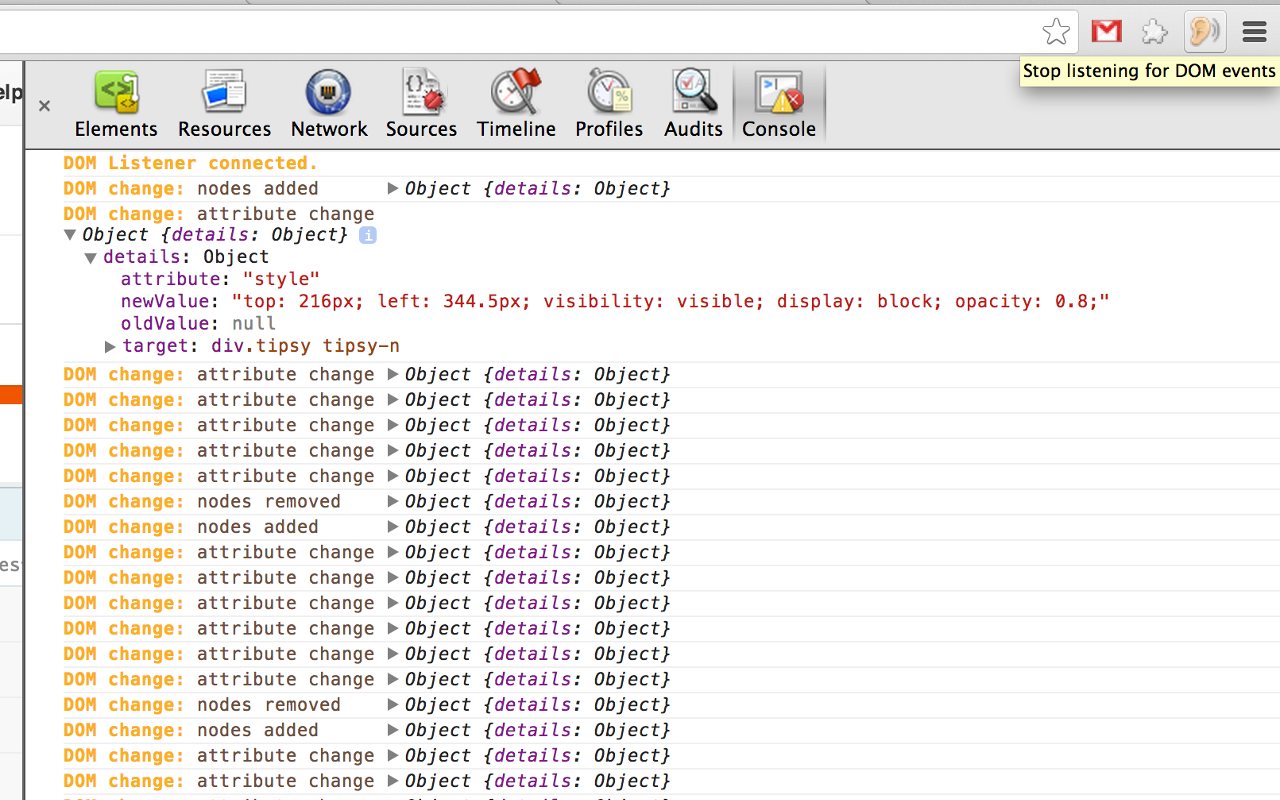 Stop listening for DOM events
elp
× Elements Resources Network Sources Timeline Profiles Audits Console
DOM Listener connected.
DOM change: nodes added ▶ Object {details: Object}
DOM change: attribute change
▼ Object {details: Object} i
▼ details: Object
attribute: "style"
newValue: "top: 216px; left: 344.5px; visibility: visible; display: block; opacity: 0.8;"
oldValue: null
▶ target: div.tipsy tipsy-n
DOM change: attribute change ▶ Object {details: Object}
DOM change: attribute change ▶ Object {details: Object}
DOM change: attribute change ▶ Object {details: Object}
DOM change: attribute change ▶ Object {details: Object}
DOM change: attribute change ▶ Object {details: Object}
DOM change: nodes removed ▶ Object {details: Object}
DOM change: nodes added ▶ Object {details: Object}
DOM change: attribute change ▶ Object {details: Object}
es
DOM change: attribute change ▶ Object {details: Object}
DOM change: attribute change ▶ Object {details: Object}
DOM change: attribute change ▶ Object {details: Object}
DOM change: attribute change ▶ Object {details: Object}
DOM change: attribute change ▶ Object {details: Object}
DOM change: nodes removed ▶ Object {details: Object}
DOM change: nodes added ▶ Object {details: Object}
DOM change: attribute change ▶ Object {details: Object}
DOM change: attribute change ▶ Object {details: Object}